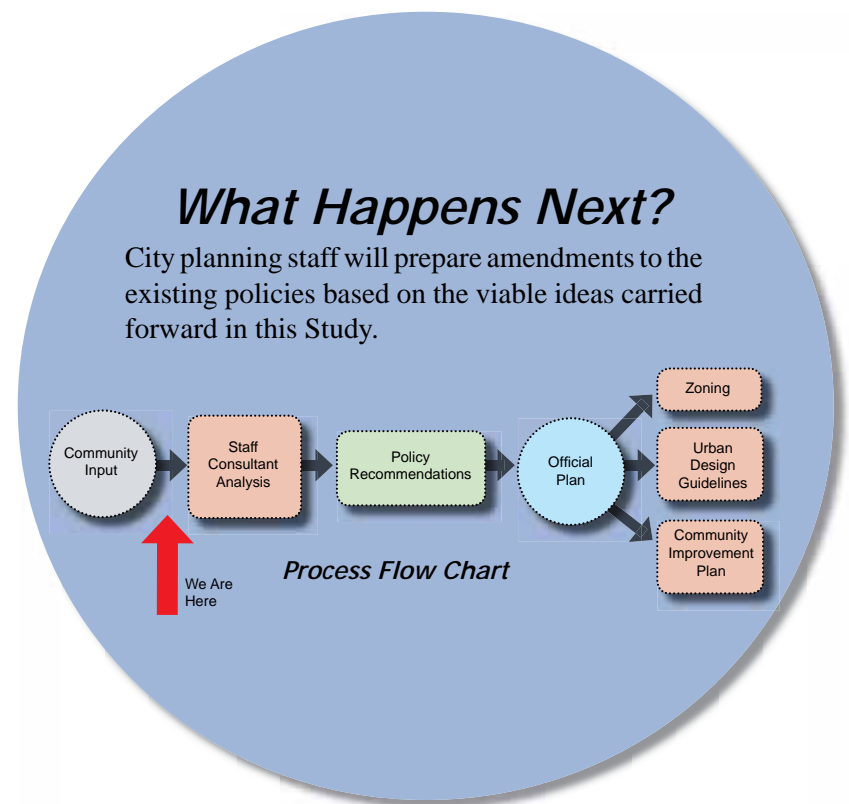 What Happens Next?
City planning staff will prepare amendments to the
existing policies based on the viable ideas carried
forward in this Study.
Community
Input
Staff
Consultant
Analysis
Policy
Recommendations
Official
Plan
Zoning
Urban
Design
Guidelines
Community
Improvement
Plan
We Are
Here
Process Flow Chart